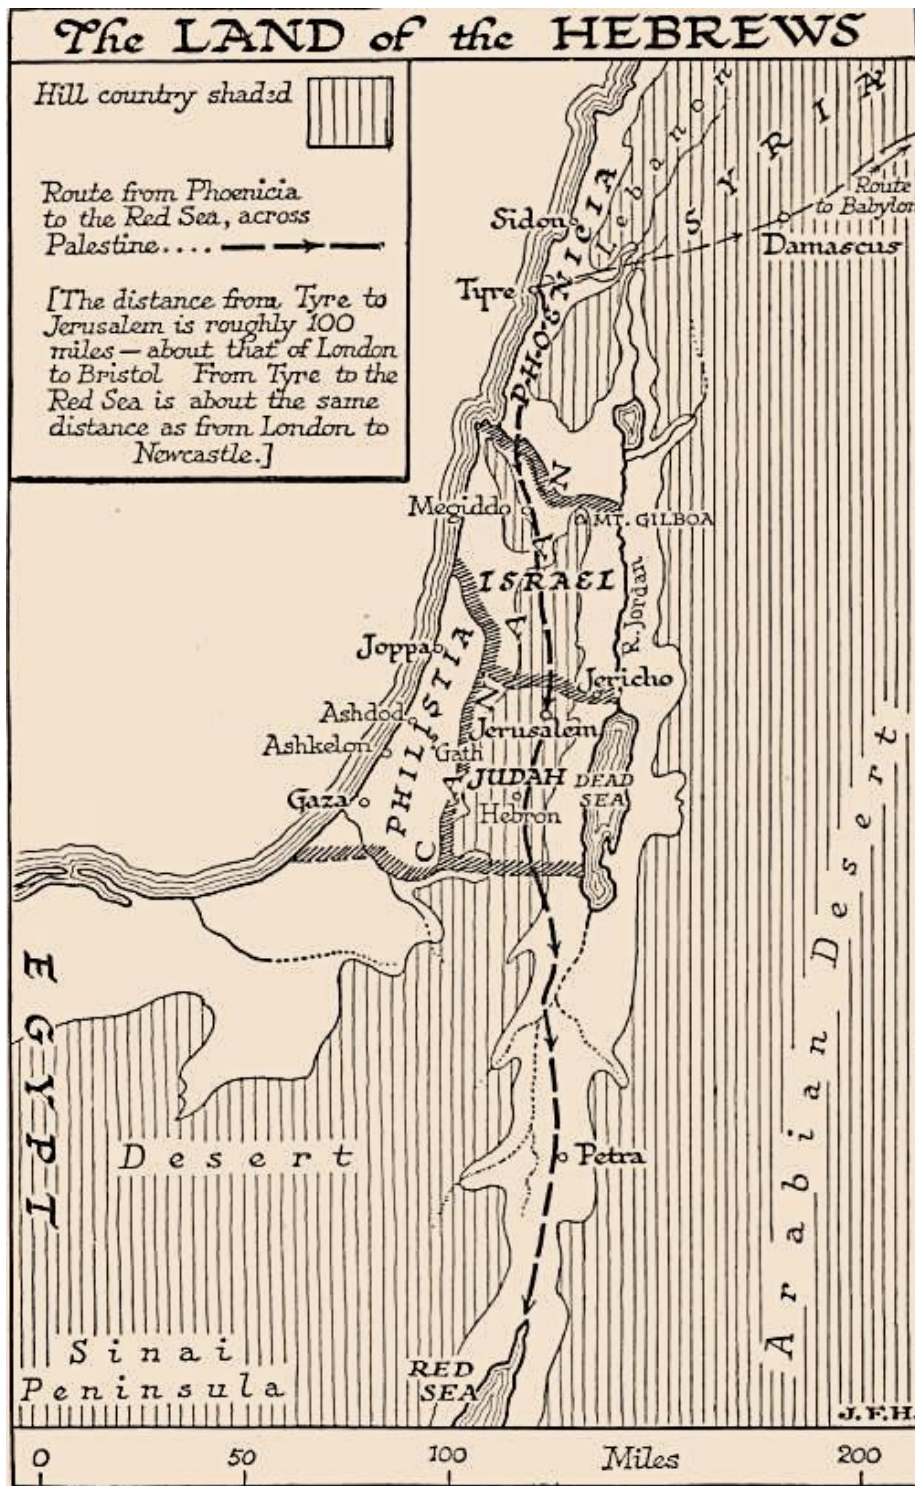 The LAND of the HEBREWS
Hill country shaded
Route from Phoenicia
to the Red Sea, across
Palestine....
[The distance from Tyre to
Jerusalem is roughly 100
miles — about that of London
to Bristol From Tyre to the
Red Sea is about the same
distance as from London to
Newcastle.]
SYRIA
Lebanon
PHOENICIA
Sidon
Route
to Babylon
Damascus
Tyre
CANAAN
Megiddo
MT. GILBOA
ISRAEL
R. Jordan
Joppa
PHILISTIA
Jericho
Ashdod
Jerusalem
Ashkelon
Gath
JUDAH
DEAD
SEA
Gaza
Hebron
Arabian Desert
EGYPT
Desert
Petra
Sinai
Peninsula
RED
SEA
J.F.H.
0 50 100 Miles 200